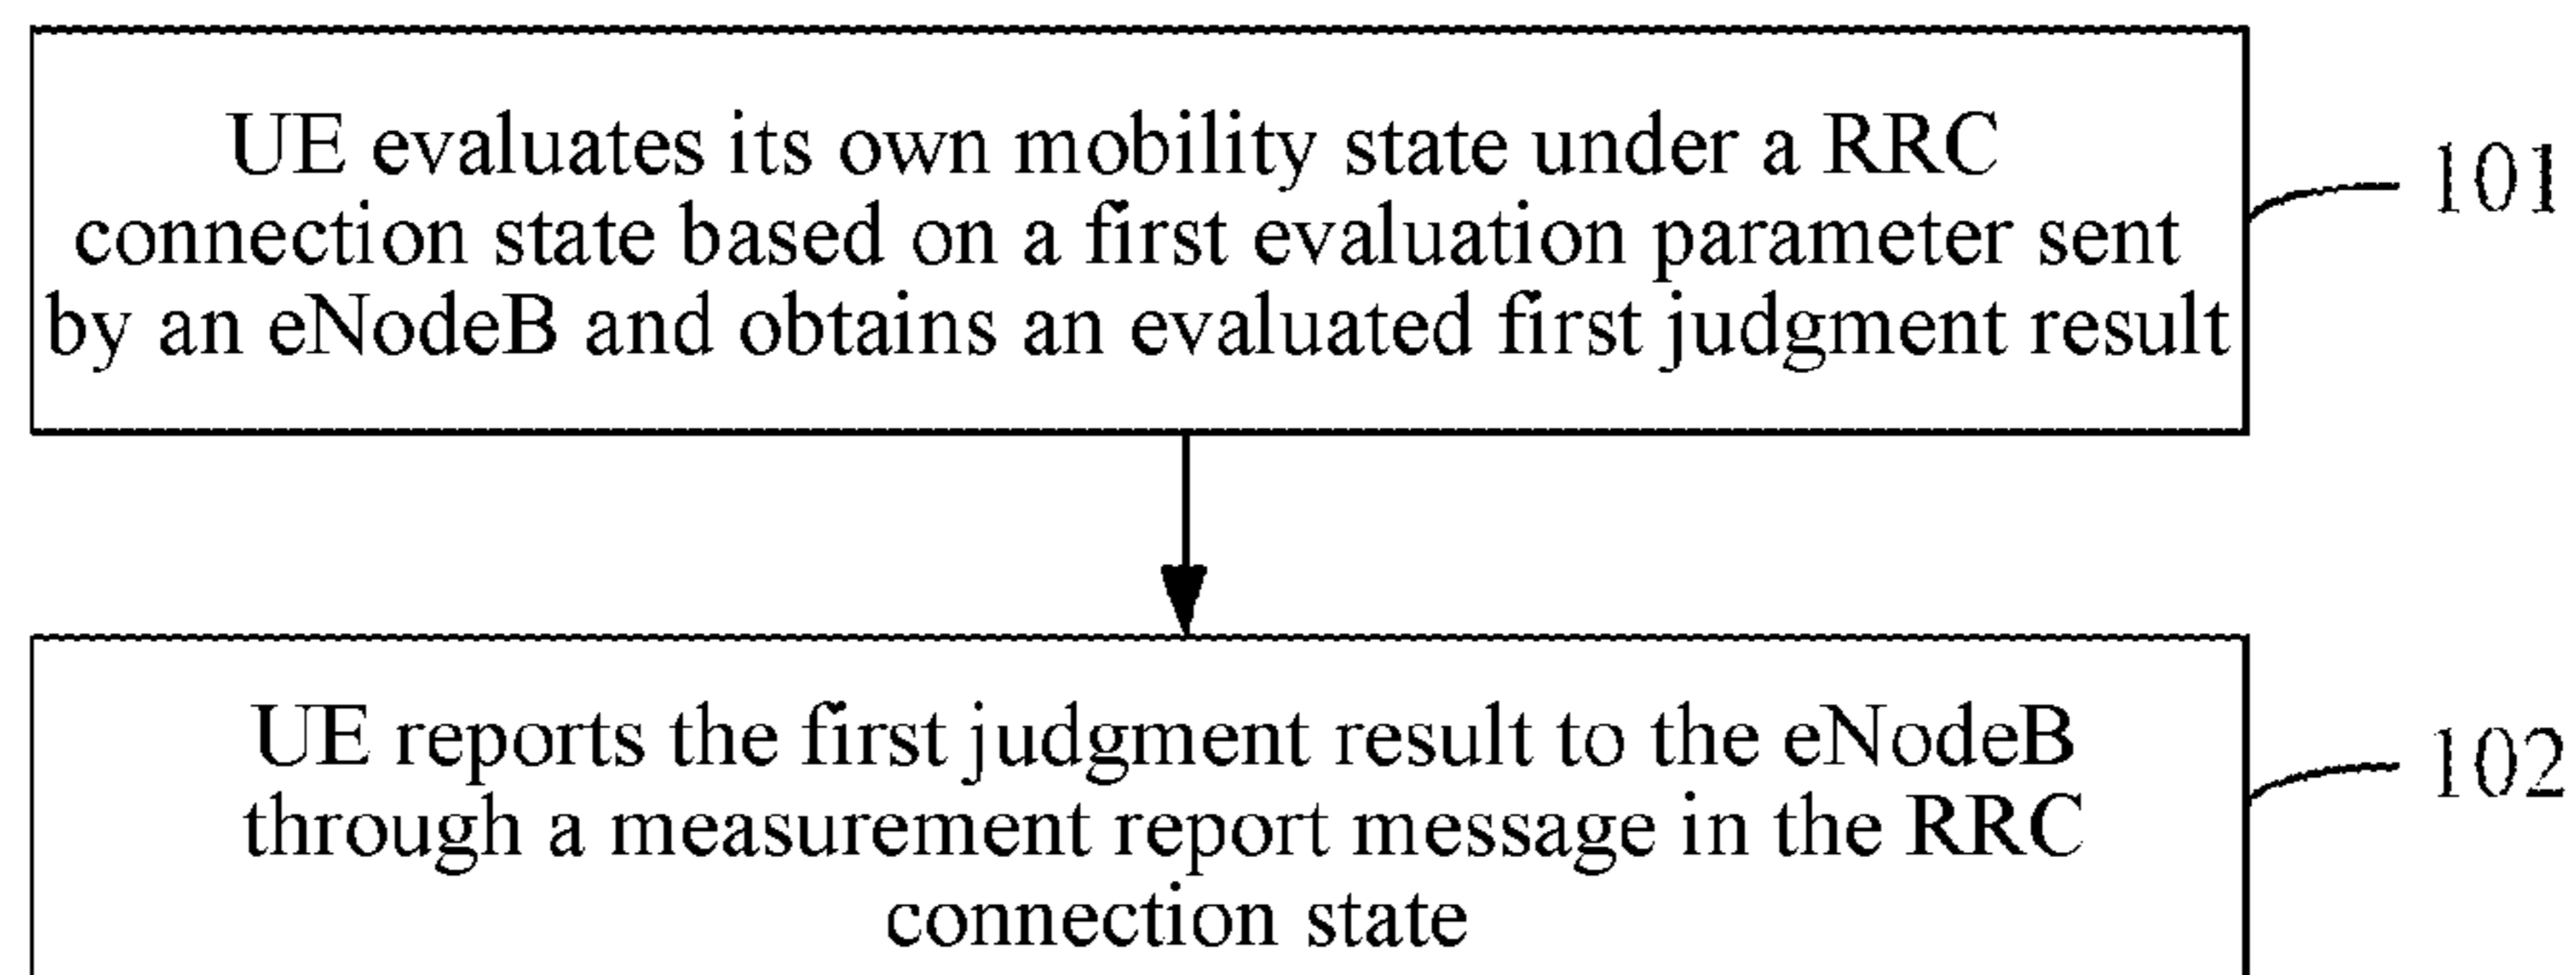 UE evaluates its own mobility state under a RRC
connection state based on a first evaluation parameter sent
by an eNodeB and obtains an evaluated first judgment result
101
UE reports the first judgment result to the eNodeB
through a measurement report message in the RRC
connection state
102